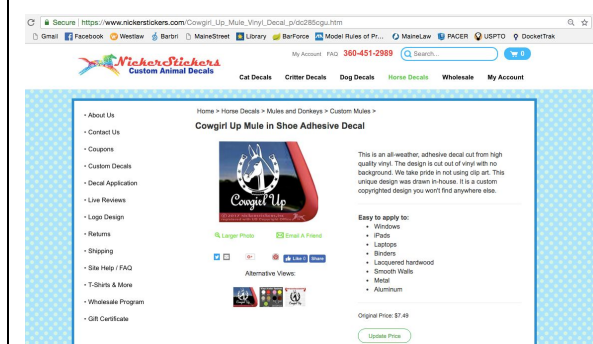 Secure | https://www.nickerstickers.com/Cowgirl_Up_Mule_Vinyl_Decal_p/dc285cgu.htm
Gmail Facebook Westlaw Barbri MaineStreet Library BarForce Model Rules of Pr... MaineLaw PACER USPTO DocketTrak
My Account FAQ 360-451-2989 Search... 0
NickerStickers
Custom Animal Decals
Cat Decals Critter Decals Dog Decals Horse Decals Wholesale My Account
• About Us
• Contact Us
• Coupons
• Custom Decals
• Decal Application
• Live Reviews
• Logo Design
• Returns
• Shipping
• Site Help / FAQ
• T-Shirts & More
• Wholesale Program
• Gift Certificate
Home > Horse Decals > Mules and Donkeys > Custom Mules >
Cowgirl Up Mule in Shoe Adhesive Decal
Cowgirl Up
Larger Photo Email A Friend
G+ Like 0 Share
Alternative Views:
This is an all-weather, adhesive decal cut from high
quality vinyl. The design is cut out of vinyl with no
background. We take pride in not using clip art. This
unique design was drawn in-house. It is a custom
copyrighted design you won't find anywhere else.
Easy to apply to:
• Windows
• iPads
• Laptops
• Binders
• Lacquered hardwood
• Smooth Walls
• Metal
• Aluminum
Original Price: $7.49
Update Price